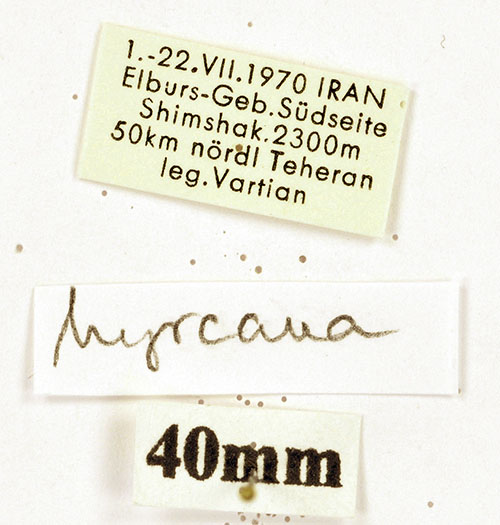 1.-22.VII.1970 IRAN
Elburs-Geb.Südseite
Shimshak.2300m
50km nördl Teheran
leg.Vartian
hyrcana
40mm